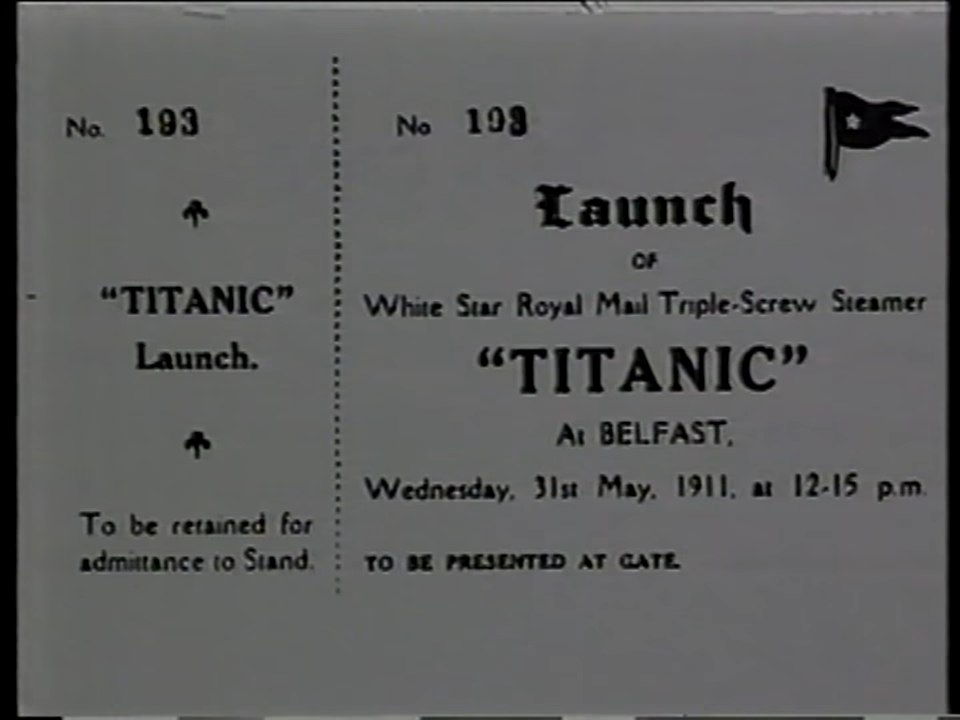 No. 193
"TITANIC"
Launch.
To be retained for
admittance to Stand.
No 193
Launch
OF
White Star Royal Mail Triple-Screw Steamer
"TITANIC"
At BELFAST,
Wednesday, 31st May, 1911, at 12-15 p.m.
TO BE PRESENTED AT GATE